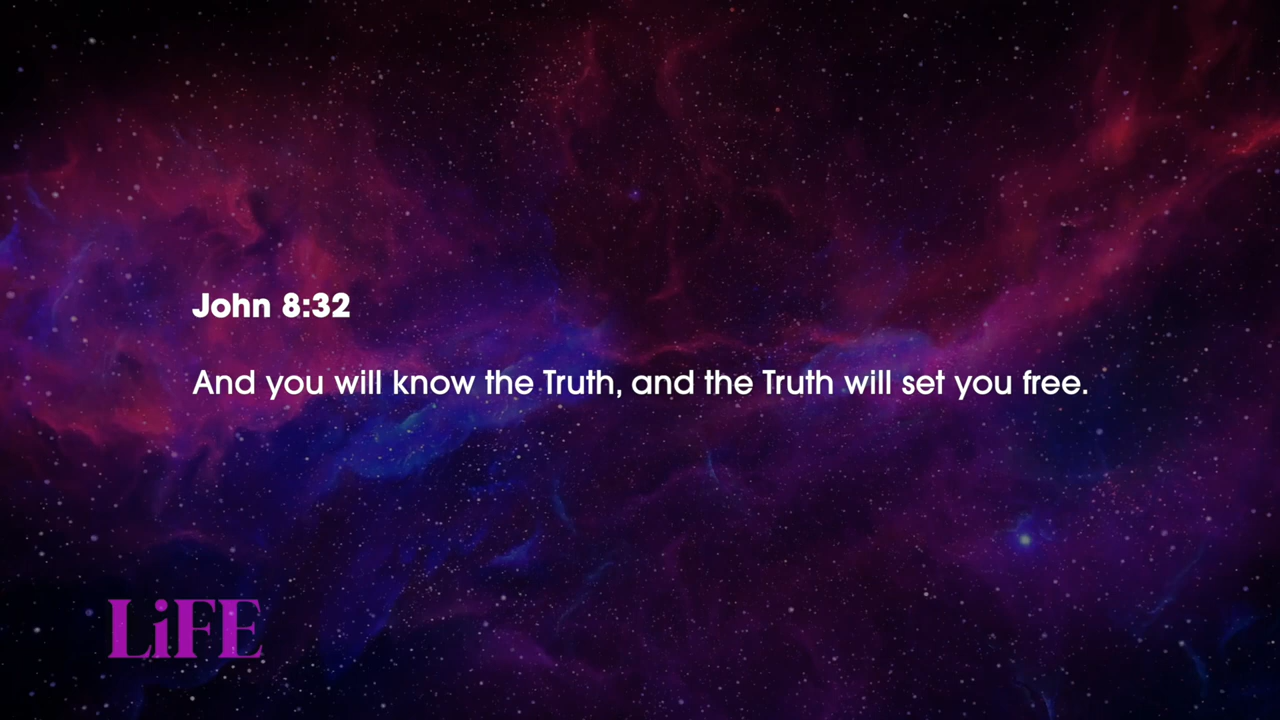 John 8:32
And you will know the Truth, and the Truth will set you free.
LiFE